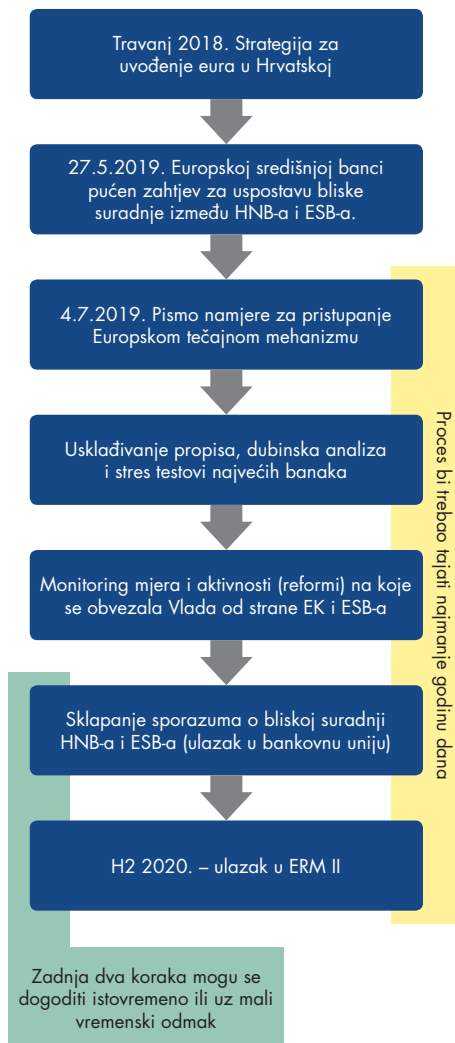 Travanj 2018. Strategija za
uvođenje eura u Hrvatskoj
27.5.2019. Europskoj središnjoj banci
pućen zahtjev za uspostavu bliske
suradnje između HNB-a i ESB-a.
4.7.2019. Pismo namjere za pristupanje
Europskom tečajnom mehanizmu
Usklađivanje propisa, dubinska analiza
i stres testovi najvećih banaka
Monitoring mjera i aktivnosti (reformi) na koje
se obvezala Vlada od strane EK i ESB-a
Sklapanje sporazuma o bliskoj suradnji
HNB-a i ESB-a (ulazak u bankovnu uniju)
H2 2020. – ulazak u ERM II
Proces bi trebao tajati najmanje godinu dana
Zadnja dva koraka mogu se
dogoditi istovremeno ili uz mali
vremenski odmak